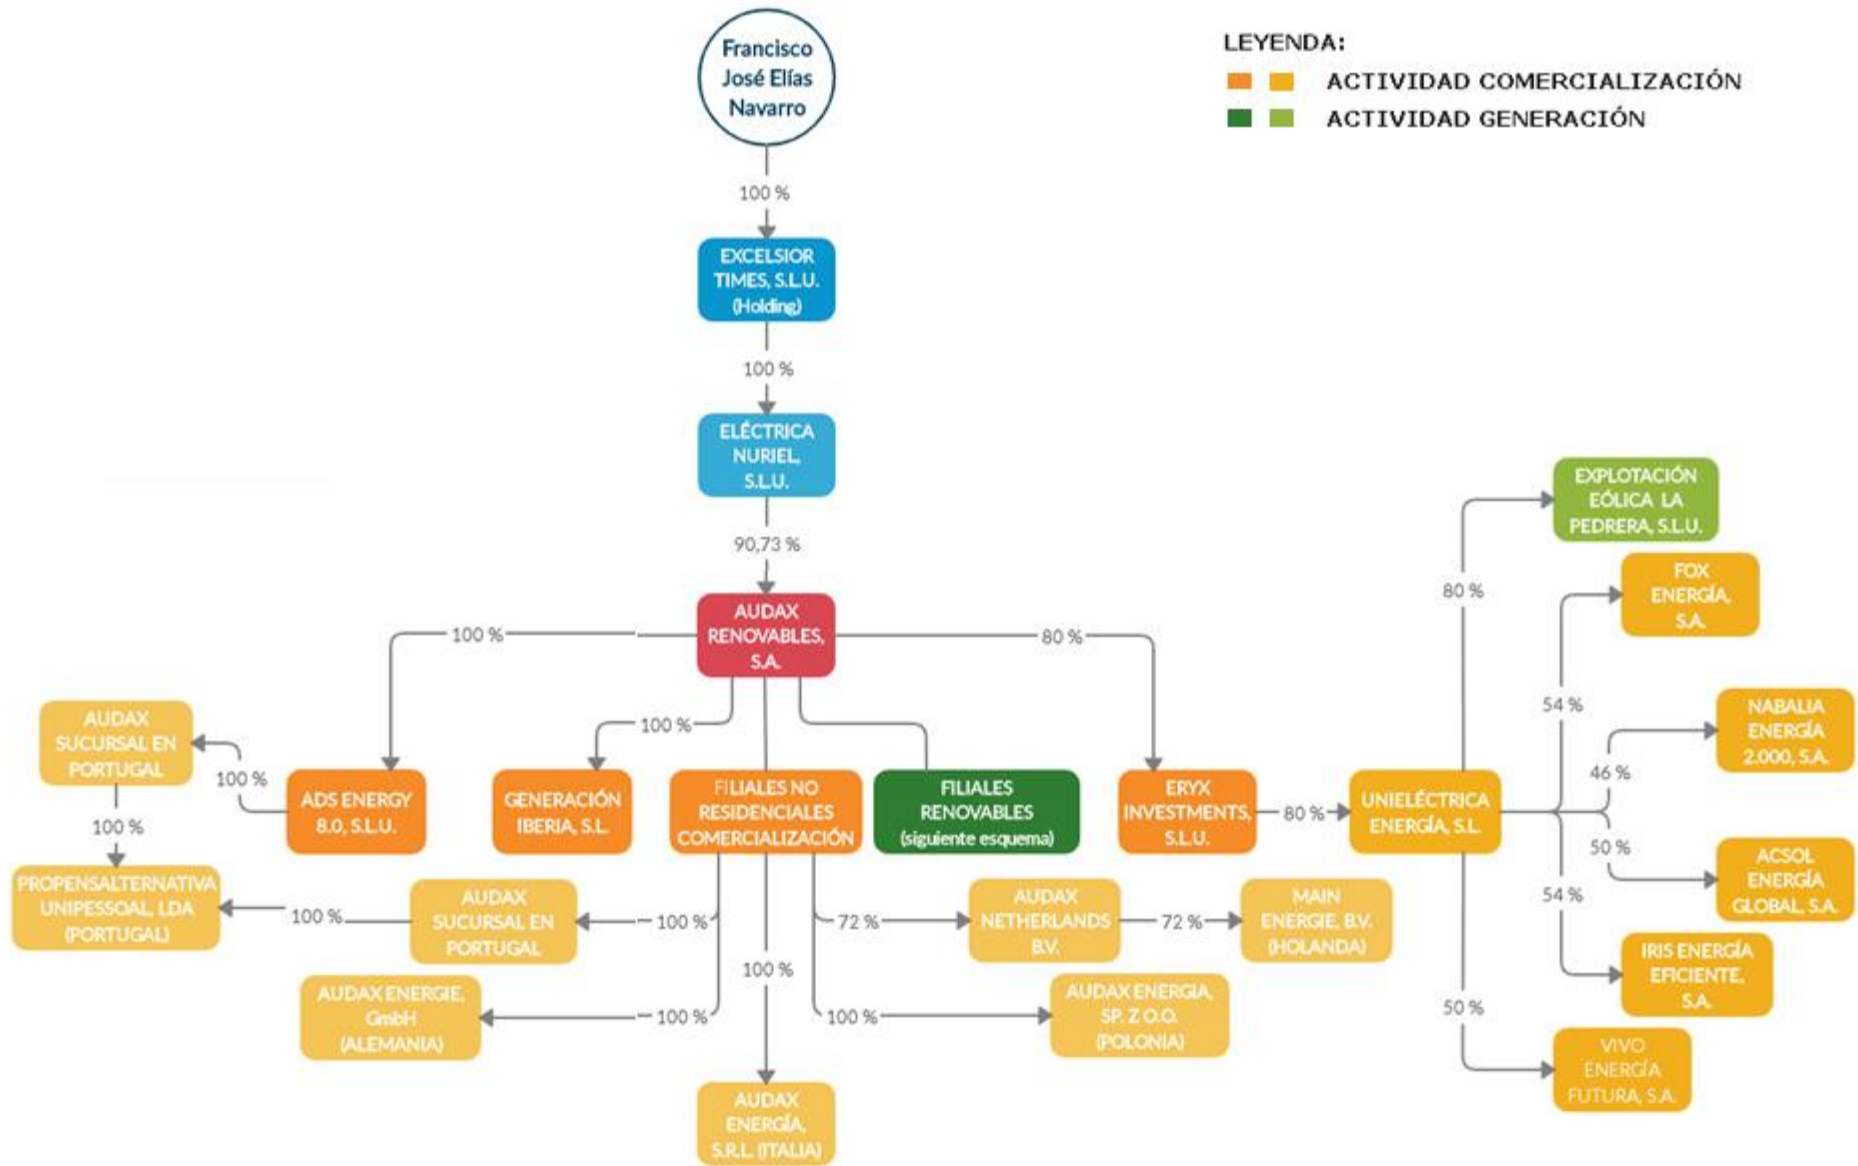 Francisco
José Elías
Navarro
LEYENDA:
ACTIVIDAD COMERCIALIZACIÓN
ACTIVIDAD GENERACIÓN
100 %
EXCELSIOR
TIMES, S.L.U.
(Holding)
100 %
ELÉCTRICA
NURIEL,
S.L.U.
90,73 %
AUDAX
RENOVABLES,
S.A.
100 %
80 %
100 %
AUDAX
SUCURSAL EN
PORTUGAL
100 %
100 %
ADS ENERGY
8.0, S.L.U.
GENERACIÓN
IBERIA, S.L.
FILIALES NO
RESIDENCIALES
COMERCIALIZACIÓN
FILIALES
RENOVABLES
(siguiente esquema)
ERYX
INVESTMENTS,
S.L.U.
80 %
UNIELÉCTRICA
ENERGÍA, S.L.
80 %
EXPLOTACIÓN
EÓLICA LA
PEDRERA, S.L.U.
54 %
FOX
ENERGÍA,
S.A.
46 %
NABALIA
ENERGÍA
2.000, S.A.
50 %
ACSOL
ENERGÍA
GLOBAL, S.A.
54 %
IRIS ENERGÍA
EFICIENTE,
S.A.
50 %
VIVO
ENERGÍA
FUTURA, S.A.
PROPENSALTERNATIVA
UNIPESSOAL, LDA
(PORTUGAL)
100 %
AUDAX
SUCURSAL EN
PORTUGAL
100 %
72 %
AUDAX
NETHERLANDS
B.V.
72 %
MAIN
ENERGIE, B.V.
(HOLANDA)
100 %
AUDAX ENERGIE,
GmbH
(ALEMANIA)
100 %
100 %
AUDAX ENERGIA,
SP. Z O.O.
(POLONIA)
AUDAX
ENERGÍA,
S.R.L. (ITALIA)